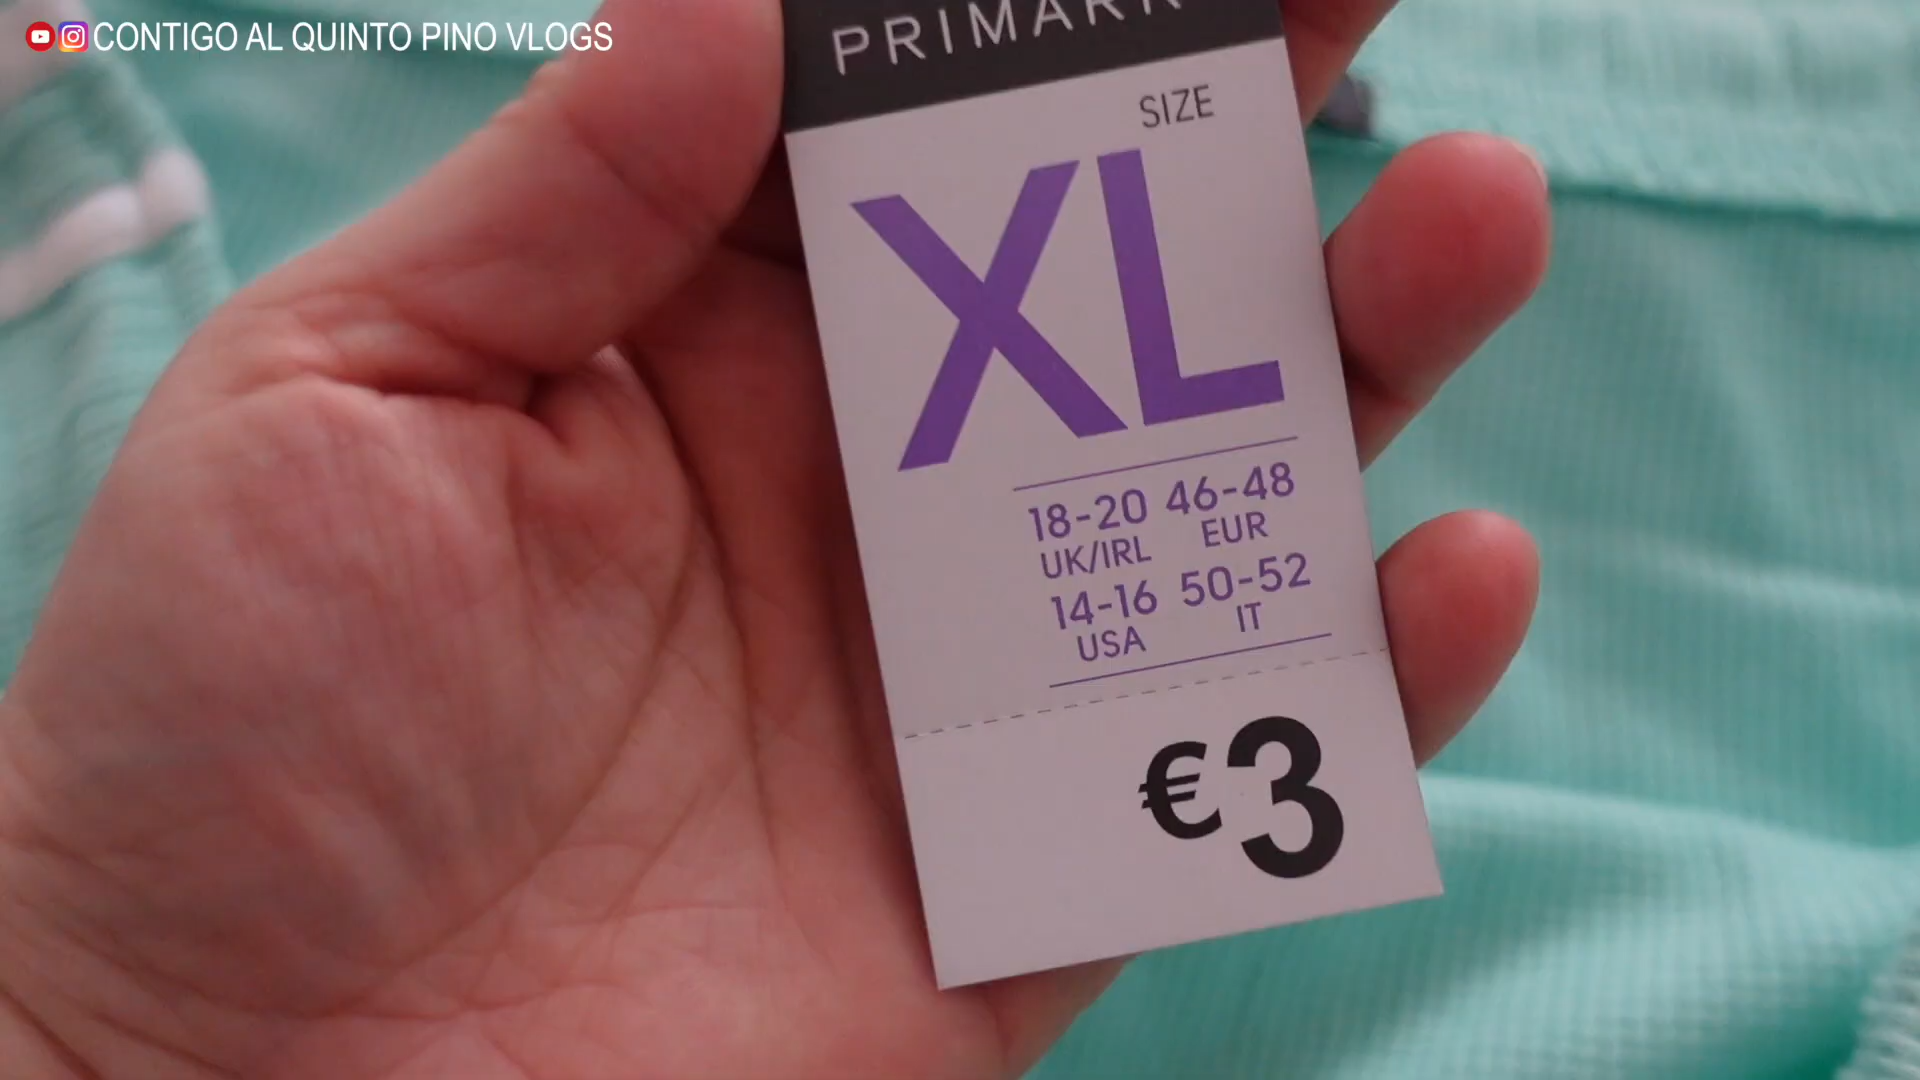 CONTIGO AL QUINTO PINO VLOGS
PRIMARK
SIZE
XL
18-20 46-48
UK/IRL EUR
14-16 50-52
USA IT
€3